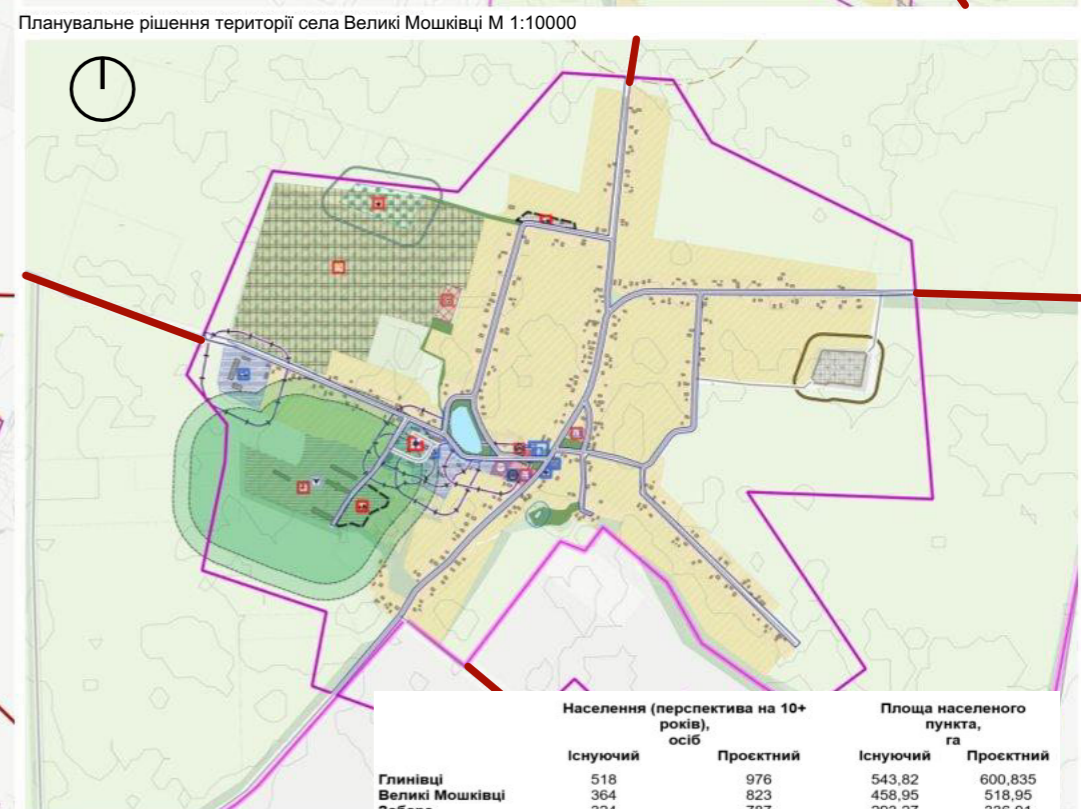 Планувальне рішення території села Великі Мошківці М 1:10000
Населення (перспектива на 10+ років), осіб Площа населеного пункта, га
Існуючий Проєктний Існуючий Проєктний
Глинівці 518 976 543,82 600,835
Великі Мошківці 364 823 458,95 518,95